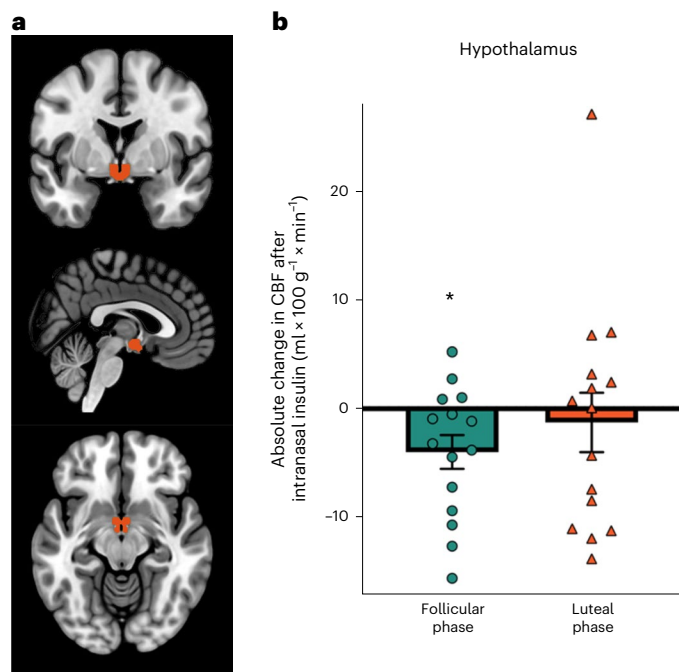 a
b
Hypothalamus
Absolute change in CBF after
intranasal insulin (ml × 100 g⁻¹ × min⁻¹)
20
10
0
–10
*
Follicular
phase
Luteal
phase